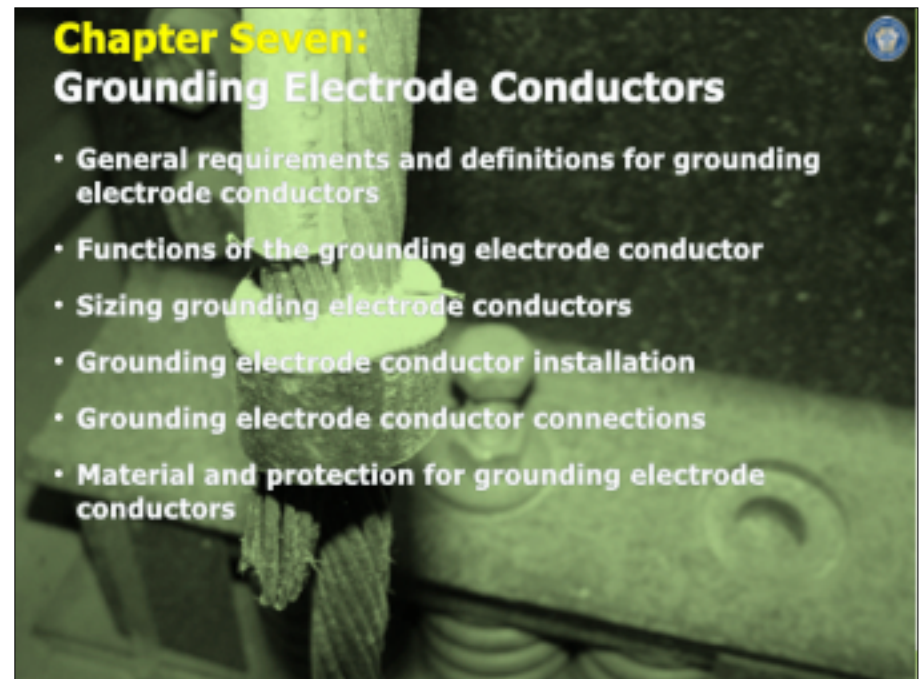 Chapter Seven:
Grounding Electrode Conductors
• General requirements and definitions for grounding
electrode conductors
• Functions of the grounding electrode conductor
• Sizing grounding electrode conductors
• Grounding electrode conductor installation
• Grounding electrode conductor connections
• Material and protection for grounding electrode
conductors